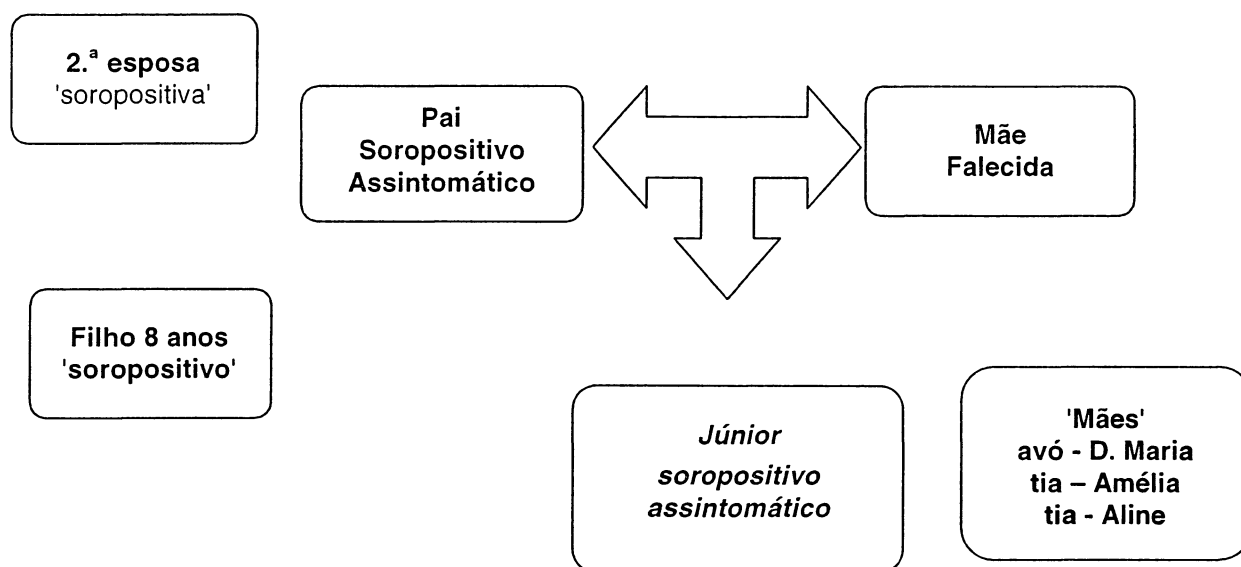 2.ª esposa
'soropositiva'
Pai
Soropositivo
Assintomático
Mãe
Falecida
Filho 8 anos
'soropositivo'
Júnior
soropositivo
assintomático
'Mães'
avó - D. Maria
tia – Amélia
tia - Aline